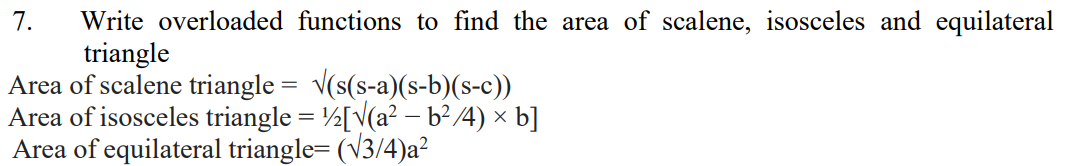 7. Write overloaded functions to find the area of scalene, isosceles and equilateral
triangle
Area of scalene triangle = √(s(s-a)(s-b)(s-c))
Area of isosceles triangle = ½[√(a² – b²⁄4) × b]
Area of equilateral triangle= (√3/4)a²